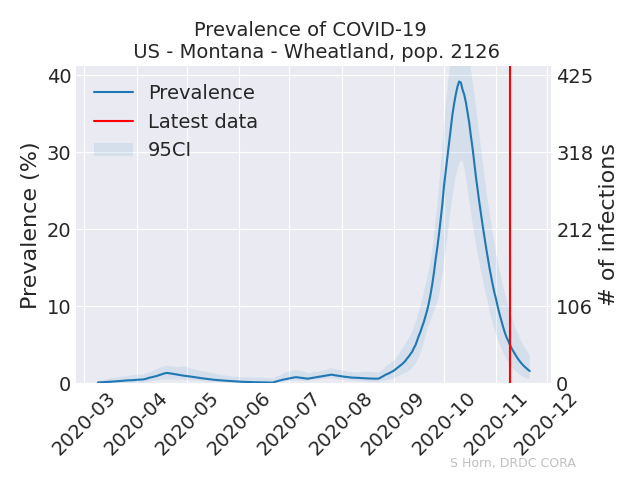 Prevalence of COVID-19
US - Montana - Wheatland, pop. 2126
Prevalence
Latest data
95CI
Prevalence (%)
40
30
20
10
0
# of infections
425
318
212
106
0
2020-03
2020-04
2020-05
2020-06
2020-07
2020-08
2020-09
2020-10
2020-11
2020-12
S Horn, DRDC CORA